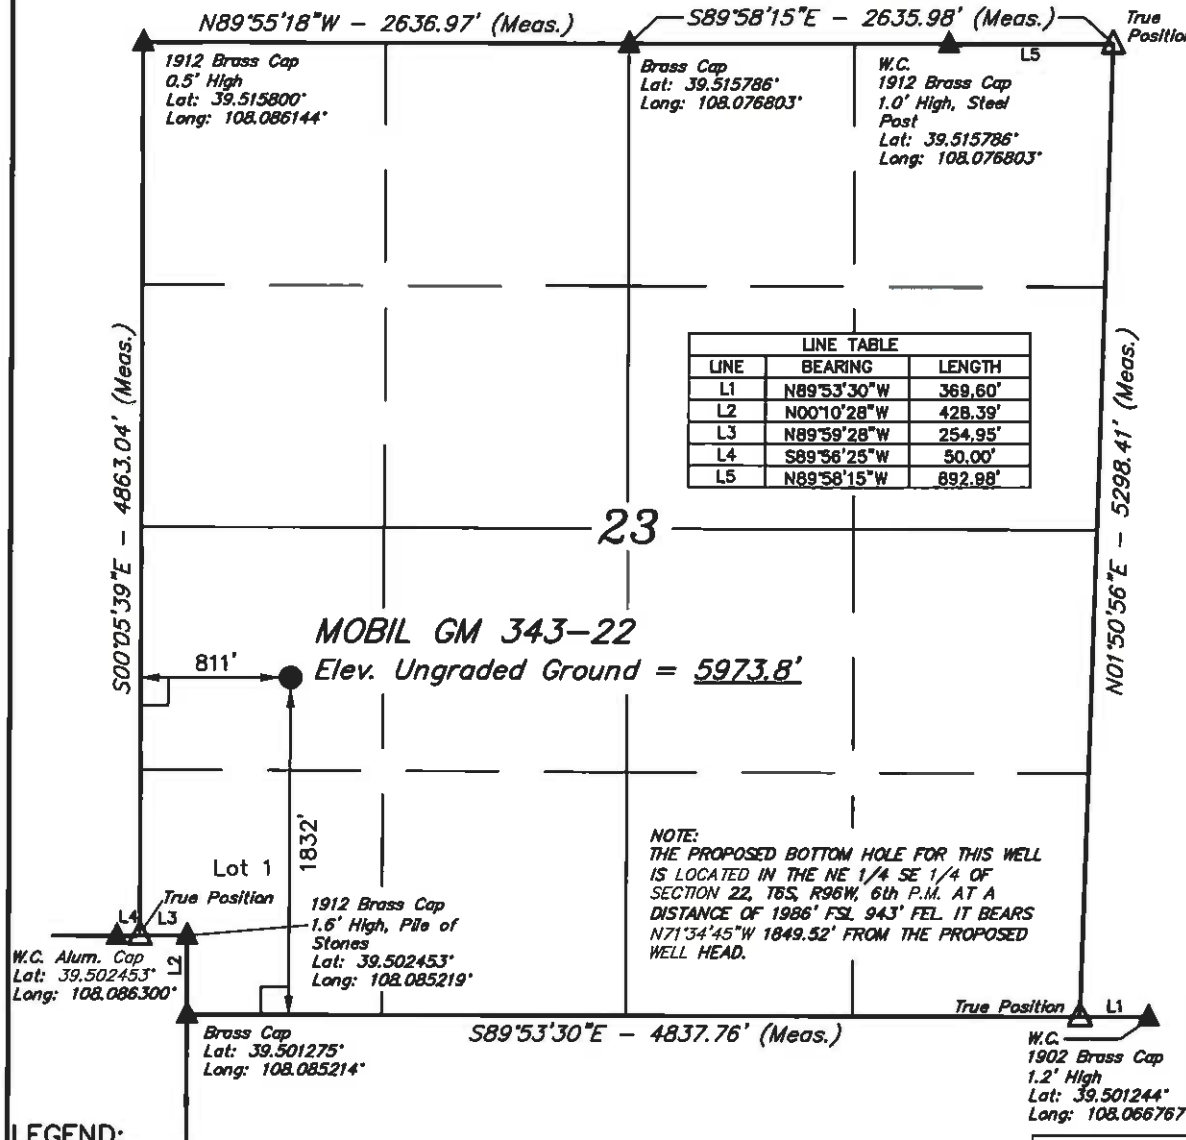 N89°55'18"W - 2636.97' (Meas.)
S89°58'15"E - 2635.98' (Meas.)
True
Position
1912 Brass Cap
0.5' High
Lat: 39.515800°
Long: 108.086144°
Brass Cap
Lat: 39.515786°
Long: 108.076803°
W.C.
1912 Brass Cap
1.0' High, Steel
Post
Lat: 39.515786°
Long: 108.076803°
L5
S00°05'39"E - 4863.04' (Meas.)
LINE TABLE
LINE BEARING LENGTH
L1 N89°53'30"W 369.60'
L2 N00°10'28"W 428.39'
L3 N89°59'28"W 254.95'
L4 S89°56'25"W 50.00'
L5 N89°58'15"W 892.98'
N01°50'56"E - 5298.41' (Meas.)
23
MOBIL GM 343-22
Elev. Ungraded Ground = 5973.8'
811'
1832'
NOTE:
THE PROPOSED BOTTOM HOLE FOR THIS WELL
IS LOCATED IN THE NE 1/4 SE 1/4 OF
SECTION 22, T6S, R96W, 6th P.M. AT A
DISTANCE OF 1986' FSL 943' FEL. IT BEARS
N71°34'45"W 1849.52' FROM THE PROPOSED
WELL HEAD.
Lot 1
True Position
L4 L3
L2
1912 Brass Cap
1.6' High, Pile of
Stones
Lat: 39.502453°
Long: 108.085219°
W.C. Alum. Cap
Lat: 39.502453°
Long: 108.086300°
True Position
L1
Brass Cap
Lat: 39.501275°
Long: 108.085214°
S89°53'30"E - 4837.76' (Meas.)
W.C.
1902 Brass Cap
1.2' High
Lat: 39.501244°
Long: 108.066767
LEGEND: